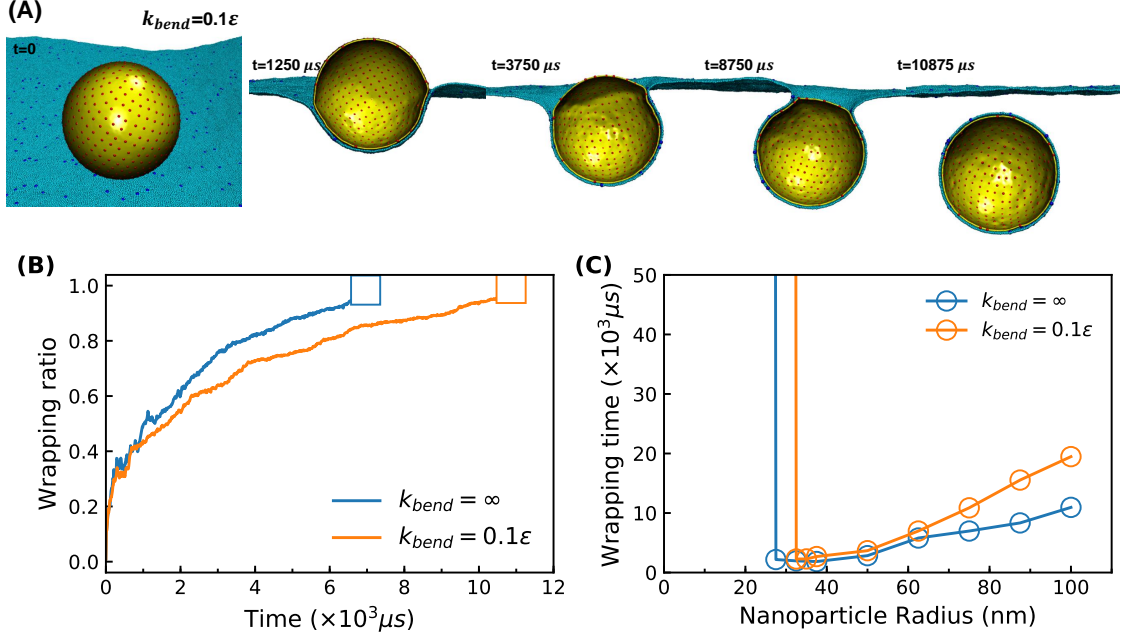 (A)
k_bend=0.1ε
t=0
t=1250 μs
t=3750 μs
t=8750 μs
t=10875 μs
(B)
Wrapping ratio
1.0
0.8
0.6
0.4
0.2
0.0
k_bend = ∞
k_bend = 0.1ε
0 2 4 6 8 10 12
Time (×10³μs)
(C)
Wrapping time (×10³μs)
50
40
30
20
10
0
k_bend = ∞
k_bend = 0.1ε
0 20 40 60 80 100
Nanoparticle Radius (nm)